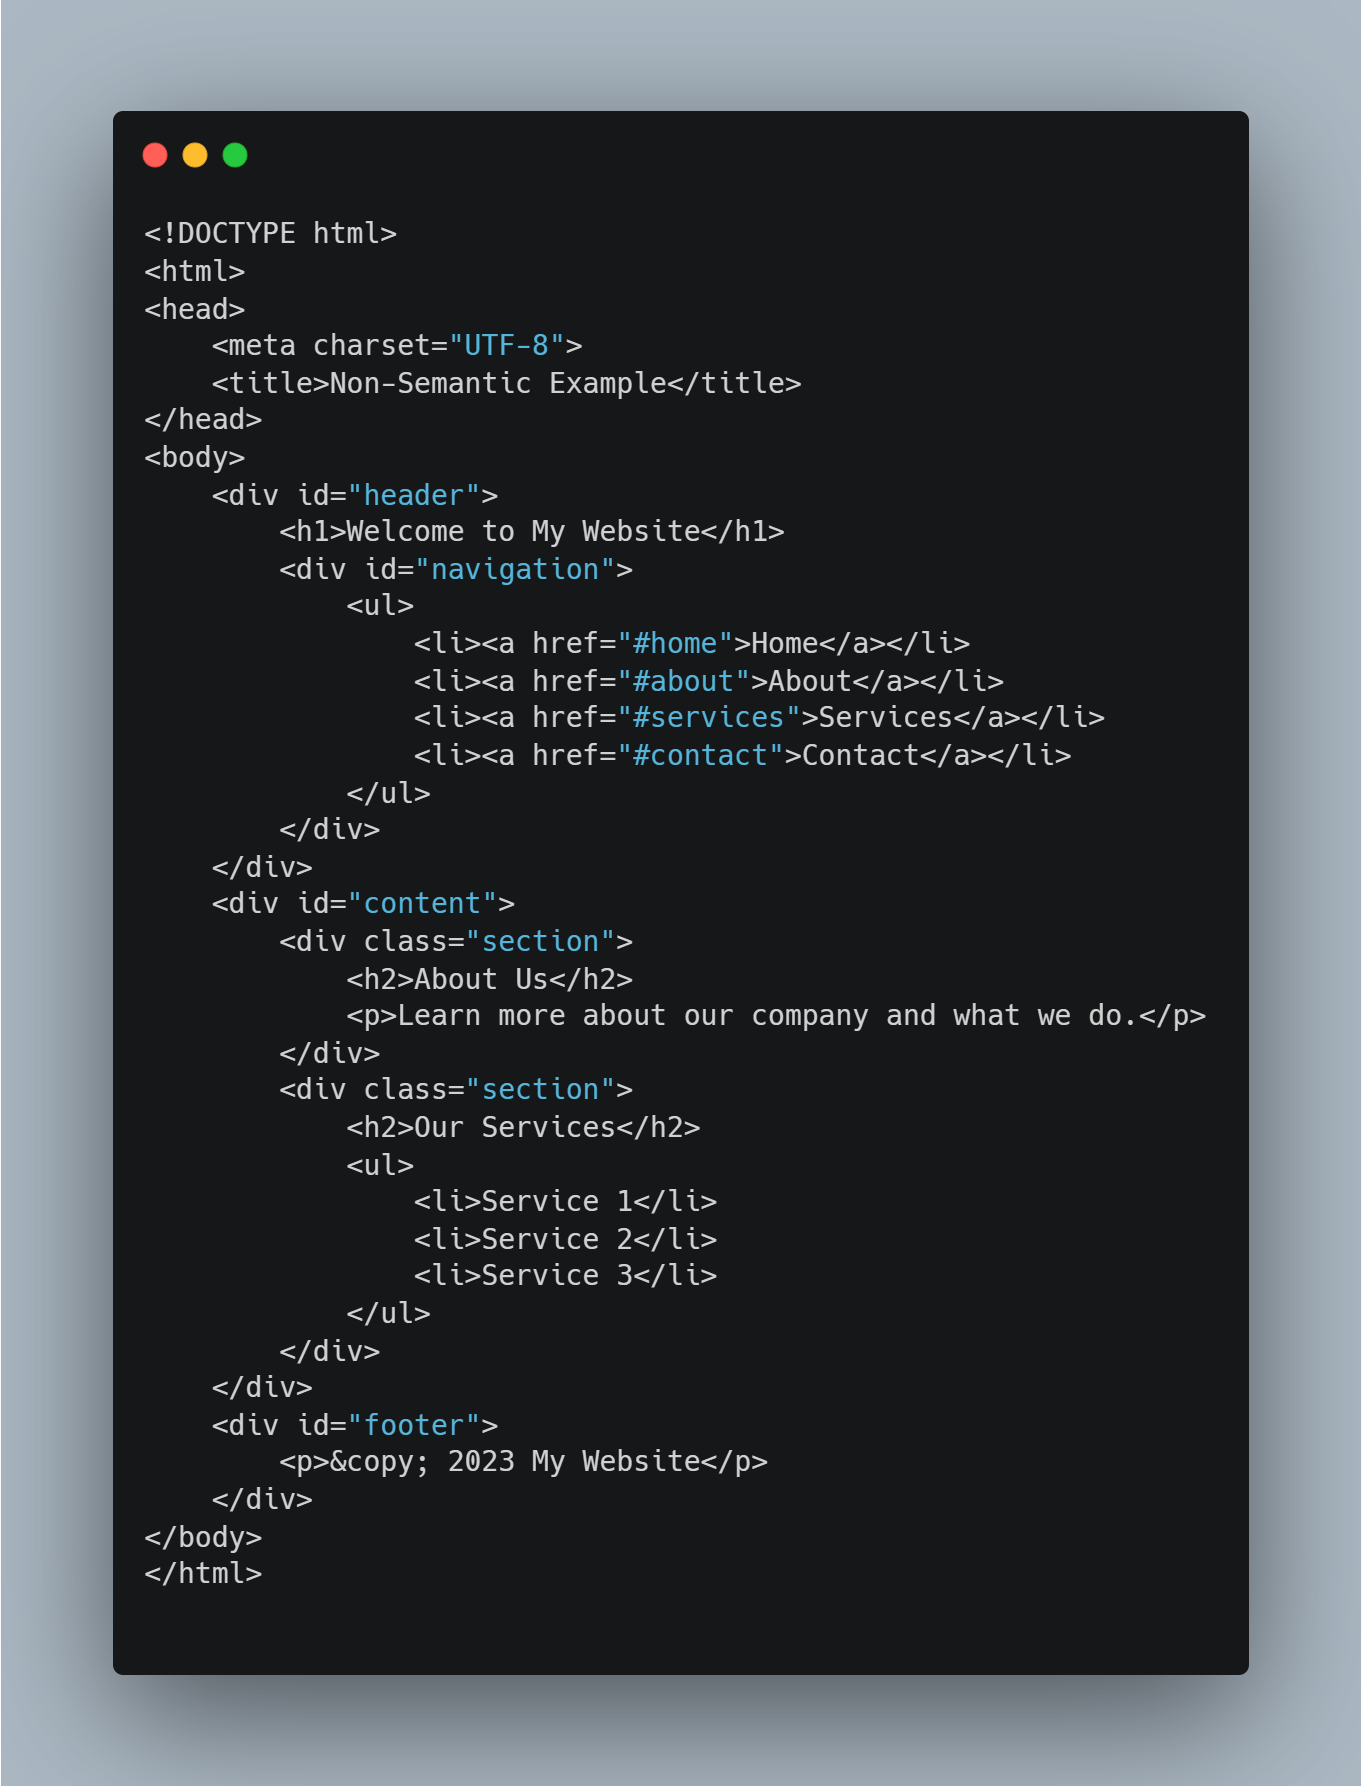 <!DOCTYPE html>
<html>
<head>
    <meta charset="UTF-8">
    <title>Non-Semantic Example</title>
</head>
<body>
    <div id="header">
        <h1>Welcome to My Website</h1>
        <div id="navigation">
            <ul>
                <li><a href="#home">Home</a></li>
                <li><a href="#about">About</a></li>
                <li><a href="#services">Services</a></li>
                <li><a href="#contact">Contact</a></li>
            </ul>
        </div>
    </div>
    <div id="content">
        <div class="section">
            <h2>About Us</h2>
            <p>Learn more about our company and what we do.</p>
        </div>
        <div class="section">
            <h2>Our Services</h2>
            <ul>
                <li>Service 1</li>
                <li>Service 2</li>
                <li>Service 3</li>
            </ul>
        </div>
    </div>
    <div id="footer">
        <p>&copy; 2023 My Website</p>
    </div>
</body>
</html>